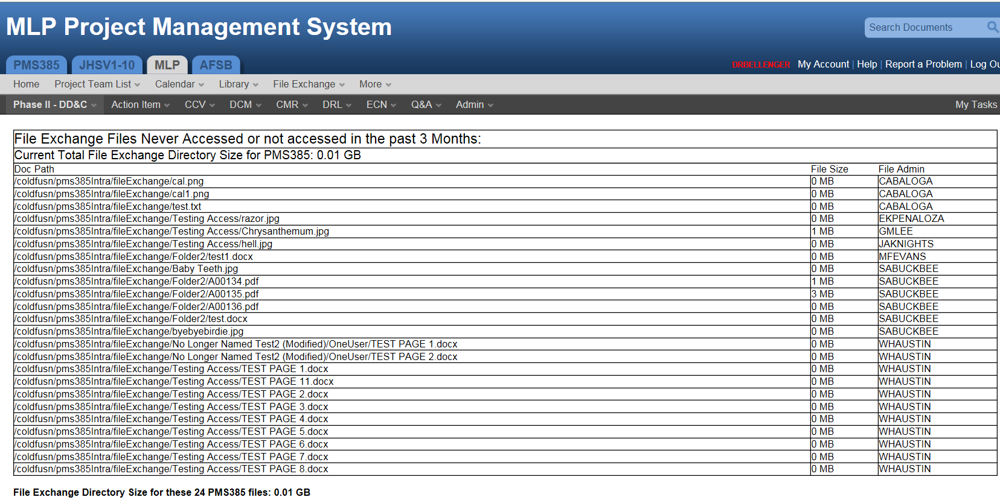 MLP Project Management System
Search Documents
PMS385 JHSV1-10 MLP AFSB
DRBELLENGER My Account | Help | Report a Problem | Log Ou
Home Project Team List Calendar Library File Exchange More
Phase II - DD&C Action Item CCV DCM CMR DRL ECN Q&A Admin My Tasks
File Exchange Files Never Accessed or not accessed in the past 3 Months:
Current Total File Exchange Directory Size for PMS385: 0.01 GB
Doc Path File Size File Admin
/coldfusn/pms385Intra/fileExchange/cal.png 0 MB CABALOGA
/coldfusn/pms385Intra/fileExchange/cal1.png 0 MB CABALOGA
/coldfusn/pms385Intra/fileExchange/test.txt 0 MB CABALOGA
/coldfusn/pms385Intra/fileExchange/Testing Access/razor.jpg 0 MB EKPENALOZA
/coldfusn/pms385Intra/fileExchange/Testing Access/Chrysanthemum.jpg 1 MB GMLEE
/coldfusn/pms385Intra/fileExchange/Testing Access/hell.jpg 0 MB JAKNIGHTS
/coldfusn/pms385Intra/fileExchange/Folder2/test1.docx 0 MB MFEVANS
/coldfusn/pms385Intra/fileExchange/Baby Teeth.jpg 0 MB SABUCKBEE
/coldfusn/pms385Intra/fileExchange/Folder2/A00134.pdf 1 MB SABUCKBEE
/coldfusn/pms385Intra/fileExchange/Folder2/A00135.pdf 3 MB SABUCKBEE
/coldfusn/pms385Intra/fileExchange/Folder2/A00136.pdf 0 MB SABUCKBEE
/coldfusn/pms385Intra/fileExchange/Folder2/test.docx 0 MB SABUCKBEE
/coldfusn/pms385Intra/fileExchange/byebyebirdie.jpg 0 MB SABUCKBEE
/coldfusn/pms385Intra/fileExchange/No Longer Named Test2 (Modified)/OneUser/TEST PAGE 1.docx 0 MB WHAUSTIN
/coldfusn/pms385Intra/fileExchange/No Longer Named Test2 (Modified)/OneUser/TEST PAGE 2.docx 0 MB WHAUSTIN
/coldfusn/pms385Intra/fileExchange/Testing Access/TEST PAGE 1.docx 0 MB WHAUSTIN
/coldfusn/pms385Intra/fileExchange/Testing Access/TEST PAGE 11.docx 0 MB WHAUSTIN
/coldfusn/pms385Intra/fileExchange/Testing Access/TEST PAGE 2.docx 0 MB WHAUSTIN
/coldfusn/pms385Intra/fileExchange/Testing Access/TEST PAGE 3.docx 0 MB WHAUSTIN
/coldfusn/pms385Intra/fileExchange/Testing Access/TEST PAGE 4.docx 0 MB WHAUSTIN
/coldfusn/pms385Intra/fileExchange/Testing Access/TEST PAGE 5.docx 0 MB WHAUSTIN
/coldfusn/pms385Intra/fileExchange/Testing Access/TEST PAGE 6.docx 0 MB WHAUSTIN
/coldfusn/pms385Intra/fileExchange/Testing Access/TEST PAGE 7.docx 0 MB WHAUSTIN
/coldfusn/pms385Intra/fileExchange/Testing Access/TEST PAGE 8.docx 0 MB WHAUSTIN
File Exchange Directory Size for these 24 PMS385 files: 0.01 GB